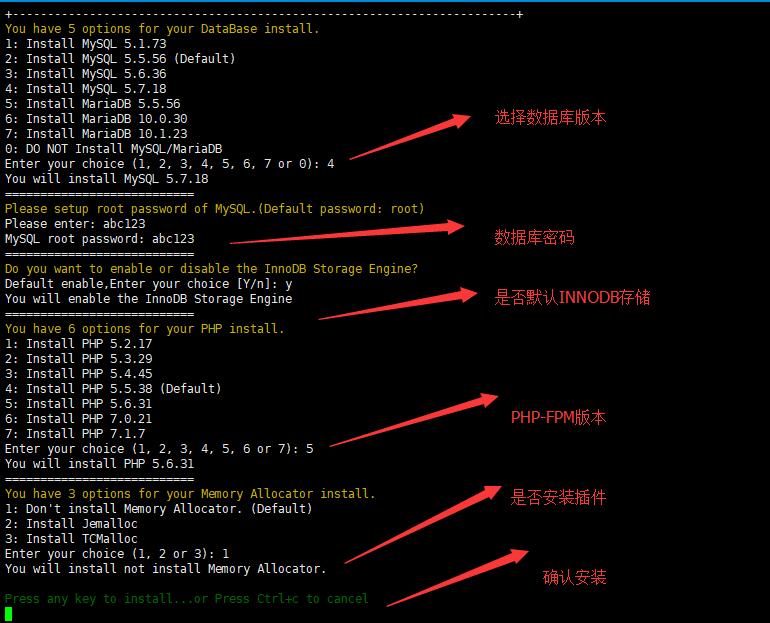 +------------------------------------------------------------------------+
You have 5 options for your DataBase install.
1: Install MySQL 5.1.73
2: Install MySQL 5.5.56 (Default)
3: Install MySQL 5.6.36
4: Install MySQL 5.7.18
5: Install MariaDB 5.5.56
6: Install MariaDB 10.0.30
7: Install MariaDB 10.1.23
0: DO NOT Install MySQL/MariaDB
Enter your choice (1, 2, 3, 4, 5, 6, 7 or 0): 4
选择数据库版本
You will install MySQL 5.7.18
===========================
Please setup root password of MySQL.(Default password: root)
Please enter: abc123
MySQL root password: abc123
数据库密码
===========================
Do you want to enable or disable the InnoDB Storage Engine?
Default enable,Enter your choice [Y/n]: y
You will enable the InnoDB Storage Engine
是否默认INNODB存储
===========================
You have 6 options for your PHP install.
1: Install PHP 5.2.17
2: Install PHP 5.3.29
3: Install PHP 5.4.45
4: Install PHP 5.5.38 (Default)
5: Install PHP 5.6.31
6: Install PHP 7.0.21
7: Install PHP 7.1.7
Enter your choice (1, 2, 3, 4, 5, 6 or 7): 5
PHP-FPM版本
You will install PHP 5.6.31
===========================
You have 3 options for your Memory Allocator install.
1: Don't install Memory Allocator. (Default)
2: Install Jemalloc
3: Install TCMalloc
Enter your choice (1, 2 or 3): 1
是否安装插件
You will install not install Memory Allocator.
Press any key to install...or Press Ctrl+c to cancel
确认安装